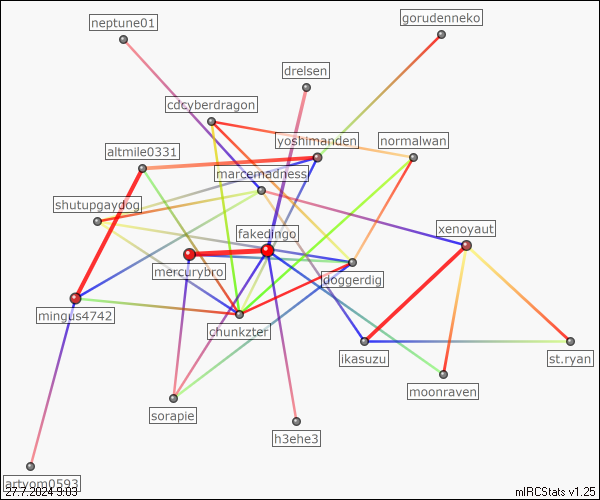 gorudenneko
neptune01
drelsen
cdcyberdragon
yoshimanden
normalwan
altmile0331
marcemadness
shutupgaydog
fakedingo
xenoyaut
mercurybro
doggerdig
mingus4742
chunkzter
ikasuzu
st.ryan
moonraven
sorapie
h3ehe3
artyom0593
27.7.2024 9:03
mIRCStats v1.25